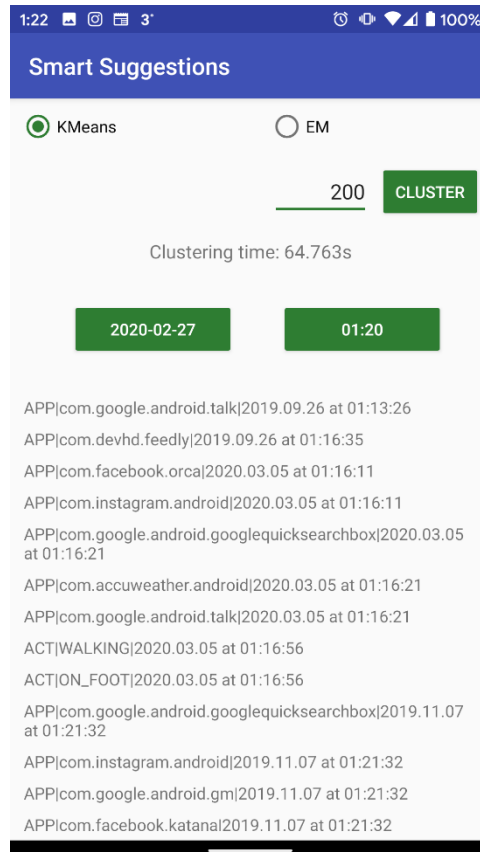 1:22 3° 100%
Smart Suggestions
KMeans EM
200 CLUSTER
Clustering time: 64.763s
2020-02-27 01:20
APP|com.google.android.talk|2019.09.26 at 01:13:26
APP|com.devhd.feedly|2019.09.26 at 01:16:35
APP|com.facebook.orca|2020.03.05 at 01:16:11
APP|com.instagram.android|2020.03.05 at 01:16:11
APP|com.google.android.googlequicksearchbox|2020.03.05
at 01:16:21
APP|com.accuweather.android|2020.03.05 at 01:16:21
APP|com.google.android.talk|2020.03.05 at 01:16:21
ACT|WALKING|2020.03.05 at 01:16:56
ACT|ON_FOOT|2020.03.05 at 01:16:56
APP|com.google.android.googlequicksearchbox|2019.11.07
at 01:21:32
APP|com.instagram.android|2019.11.07 at 01:21:32
APP|com.google.android.gm|2019.11.07 at 01:21:32
APP|com.facebook.katana|2019.11.07 at 01:21:32